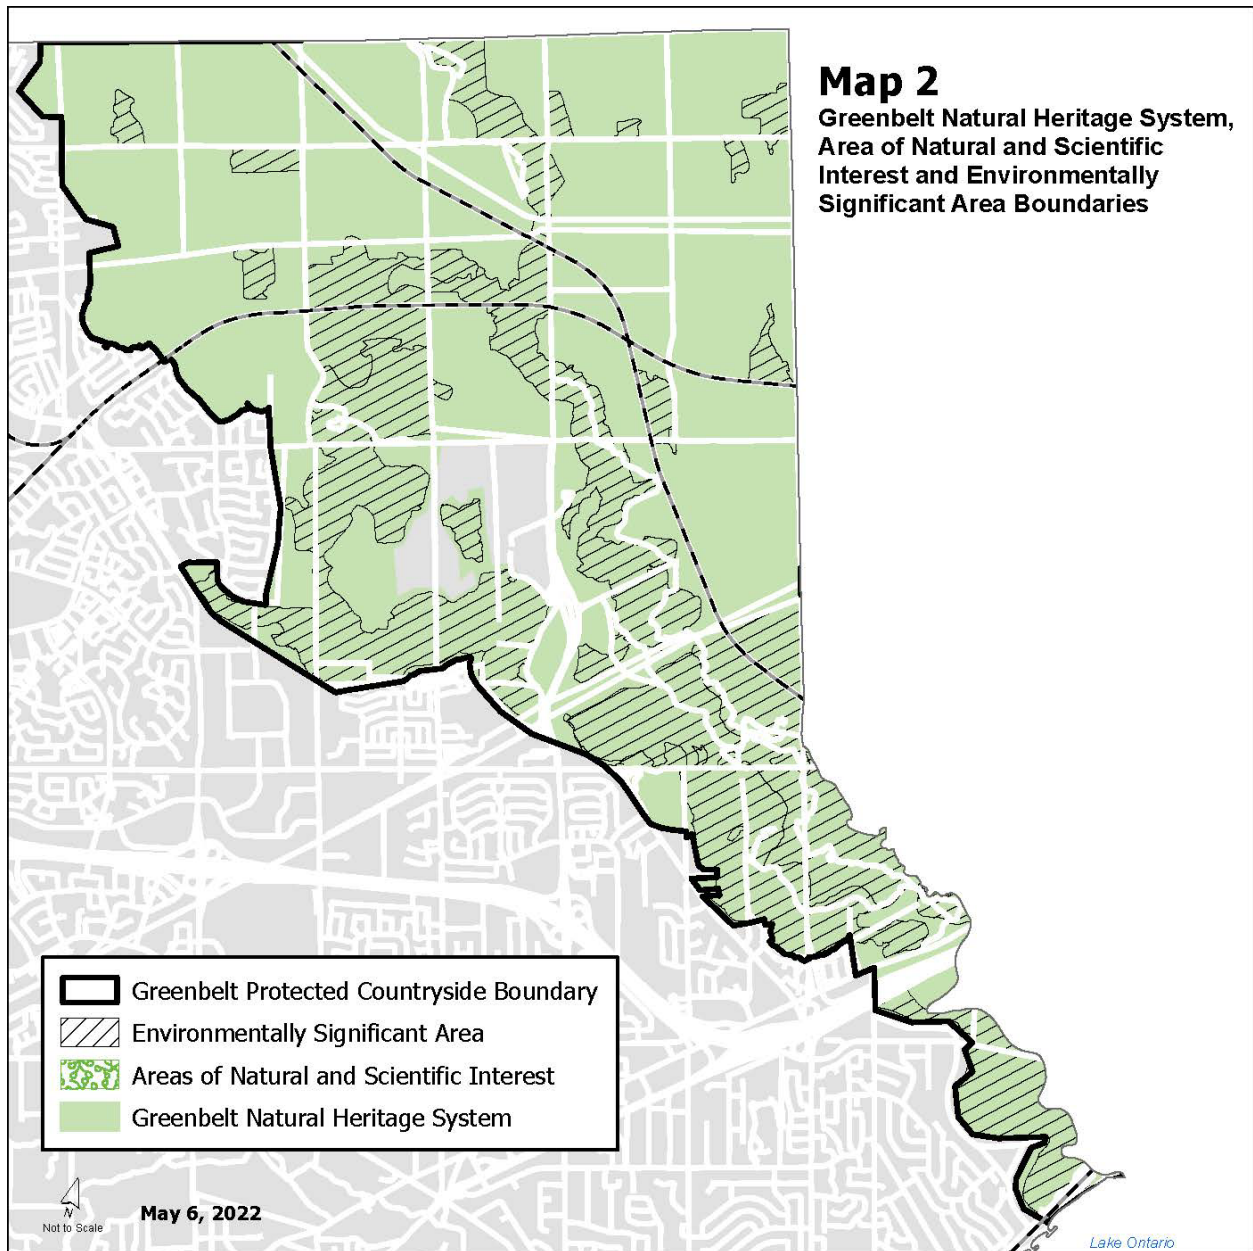 Map 2
Greenbelt Natural Heritage System,
Area of Natural and Scientific
Interest and Environmentally
Significant Area Boundaries
Greenbelt Protected Countryside Boundary
Environmentally Significant Area
Areas of Natural and Scientific Interest
Greenbelt Natural Heritage System
N
Not to Scale
May 6, 2022
Lake Ontario